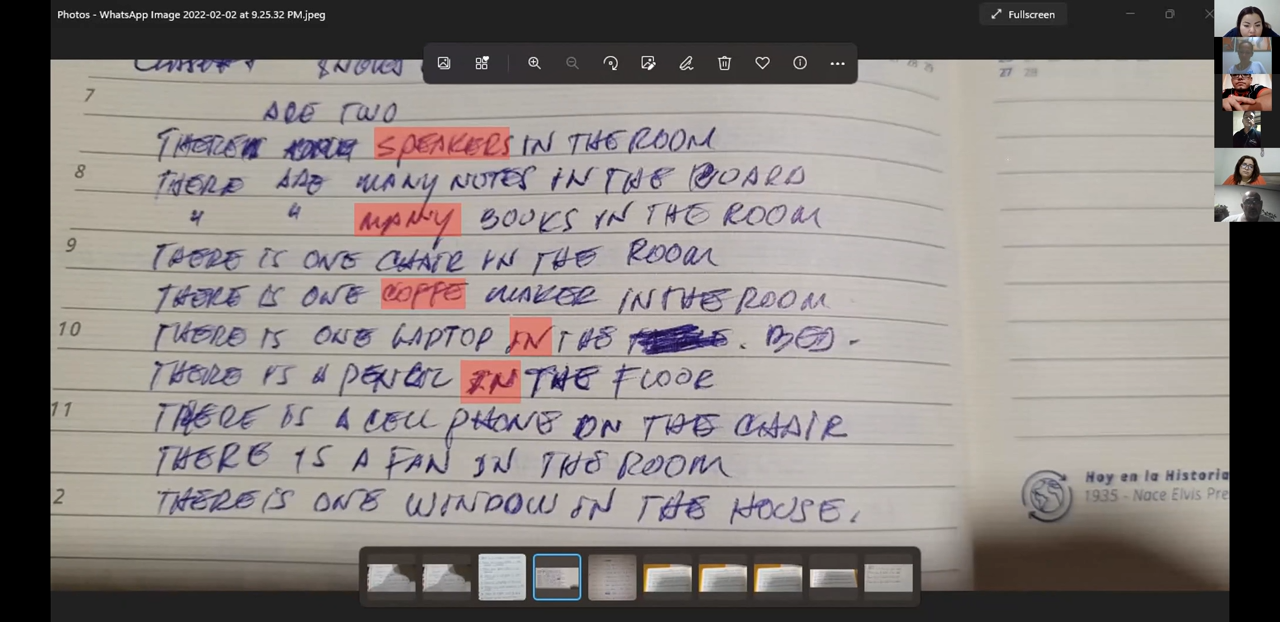 Photos - WhatsApp Image 2022-02-02 at 9.25.32 PM.jpeg
Fullscreen
25
27 28
7
ARE TWO
THERE SPEAKERS IN THE ROOM
8
THERE ARE MANY NOTES IN THE BOARD
" " MANY BOOKS IN THE ROOM
9
THERE IS ONE CHAIR IN THE ROOM
THERE IS ONE COFFE MAKER IN THE ROOM
10
THERE IS ONE LAPTOP IN THE . BED.
THERE IS A PENCIL IN THE FLOOR
11
THERE IS A CELL PHONE ON THE CHAIR
THERE IS A FAN IN THE ROOM
2
THERE IS ONE WINDOW IN THE HOUSE.
Hoy en la Historia
1935 - Nace Elvis Pre